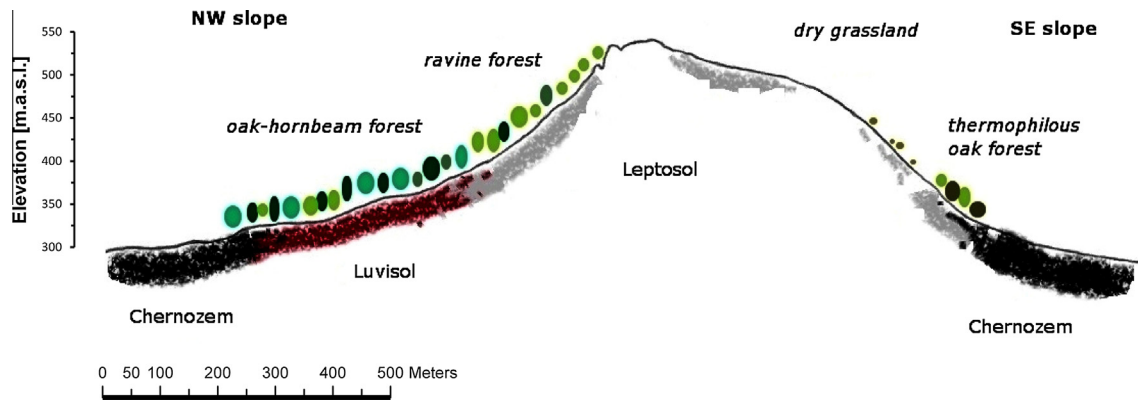 NW slope
SE slope
dry grassland
ravine forest
oak-hornbeam forest
thermophilous
oak forest
Elevation [m.a.s.l.]
550
500
450
400
350
300
Leptosol
Luvisol
Chernozem
Chernozem
0 50 100 200 300 400 500 Meters